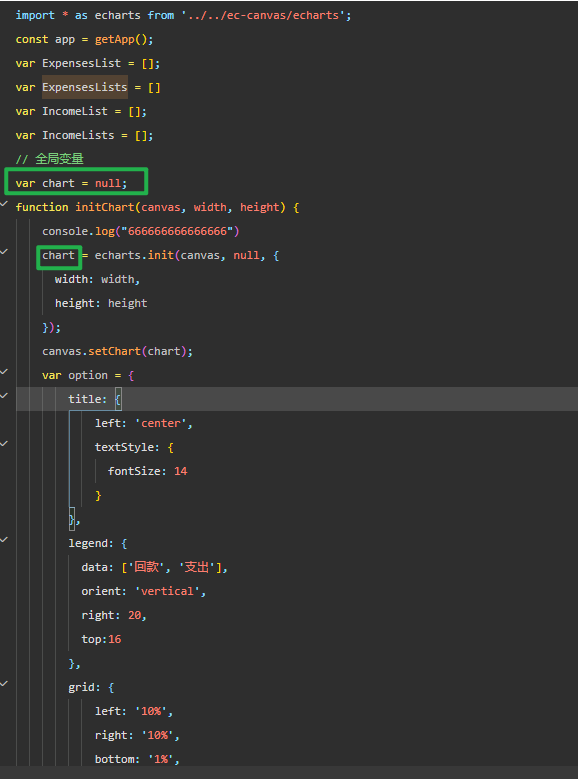 import * as echarts from '../../ec-canvas/echarts';
const app = getApp();
var ExpensesList = [];
var ExpensesLists = []
var IncomeList = [];
var IncomeLists = [];
// 全局变量
var chart = null;
function initChart(canvas, width, height) {
console.log("666666666666666")
chart = echarts.init(canvas, null, {
width: width,
height: height
});
canvas.setChart(chart);
var option = {
title: {
left: 'center',
textStyle: {
fontSize: 14
}
},
legend: {
data: ['回款', '支出'],
orient: 'vertical',
right: 20,
top:16
},
grid: {
left: '10%',
right: '10%',
bottom: '1%',